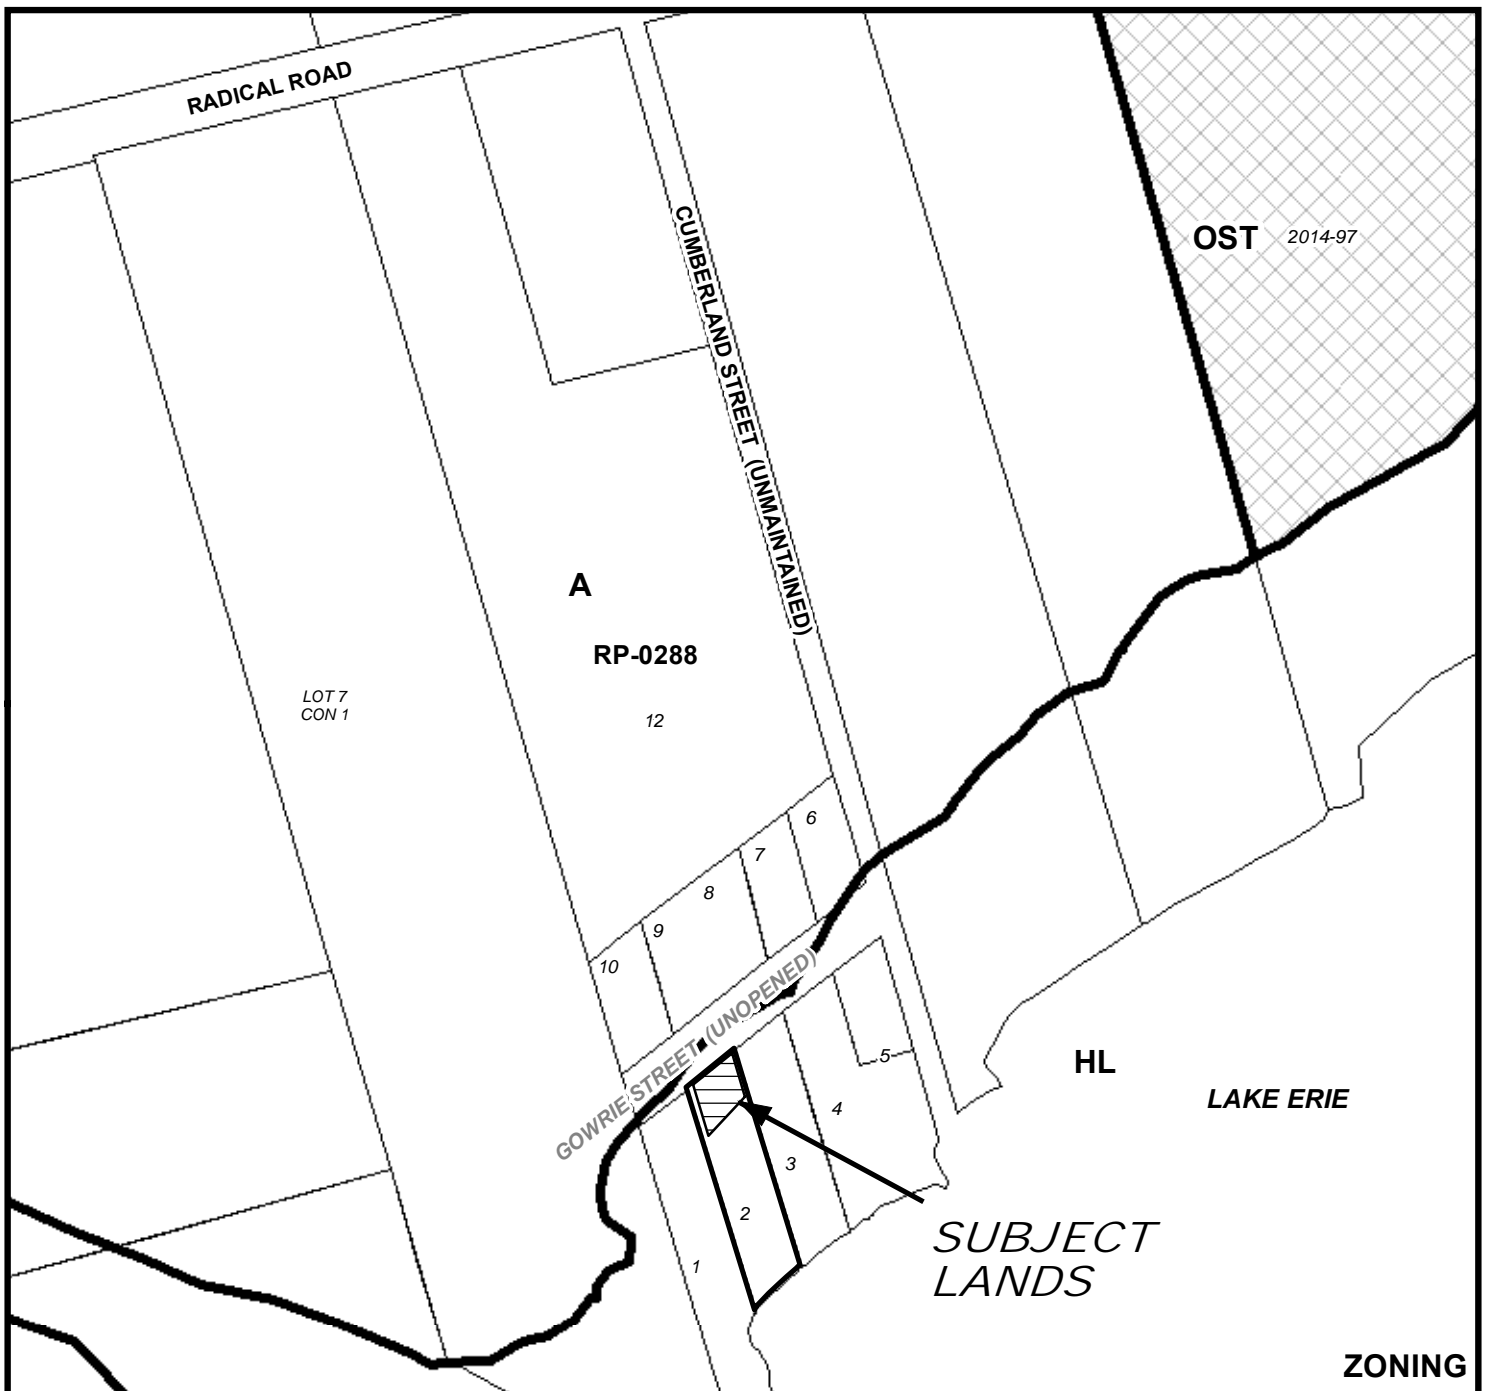 RADICAL ROAD
CUMBERLAND STREET (UNMAINTAINED)
OST 2014-97
A
RP-0288
LOT 7
CON 1
12
6
7
8
9
10
GOWRIE STREET (UNOPENED)
5
HL
LAKE ERIE
4
3
2
1
SUBJECT
LANDS
ZONING